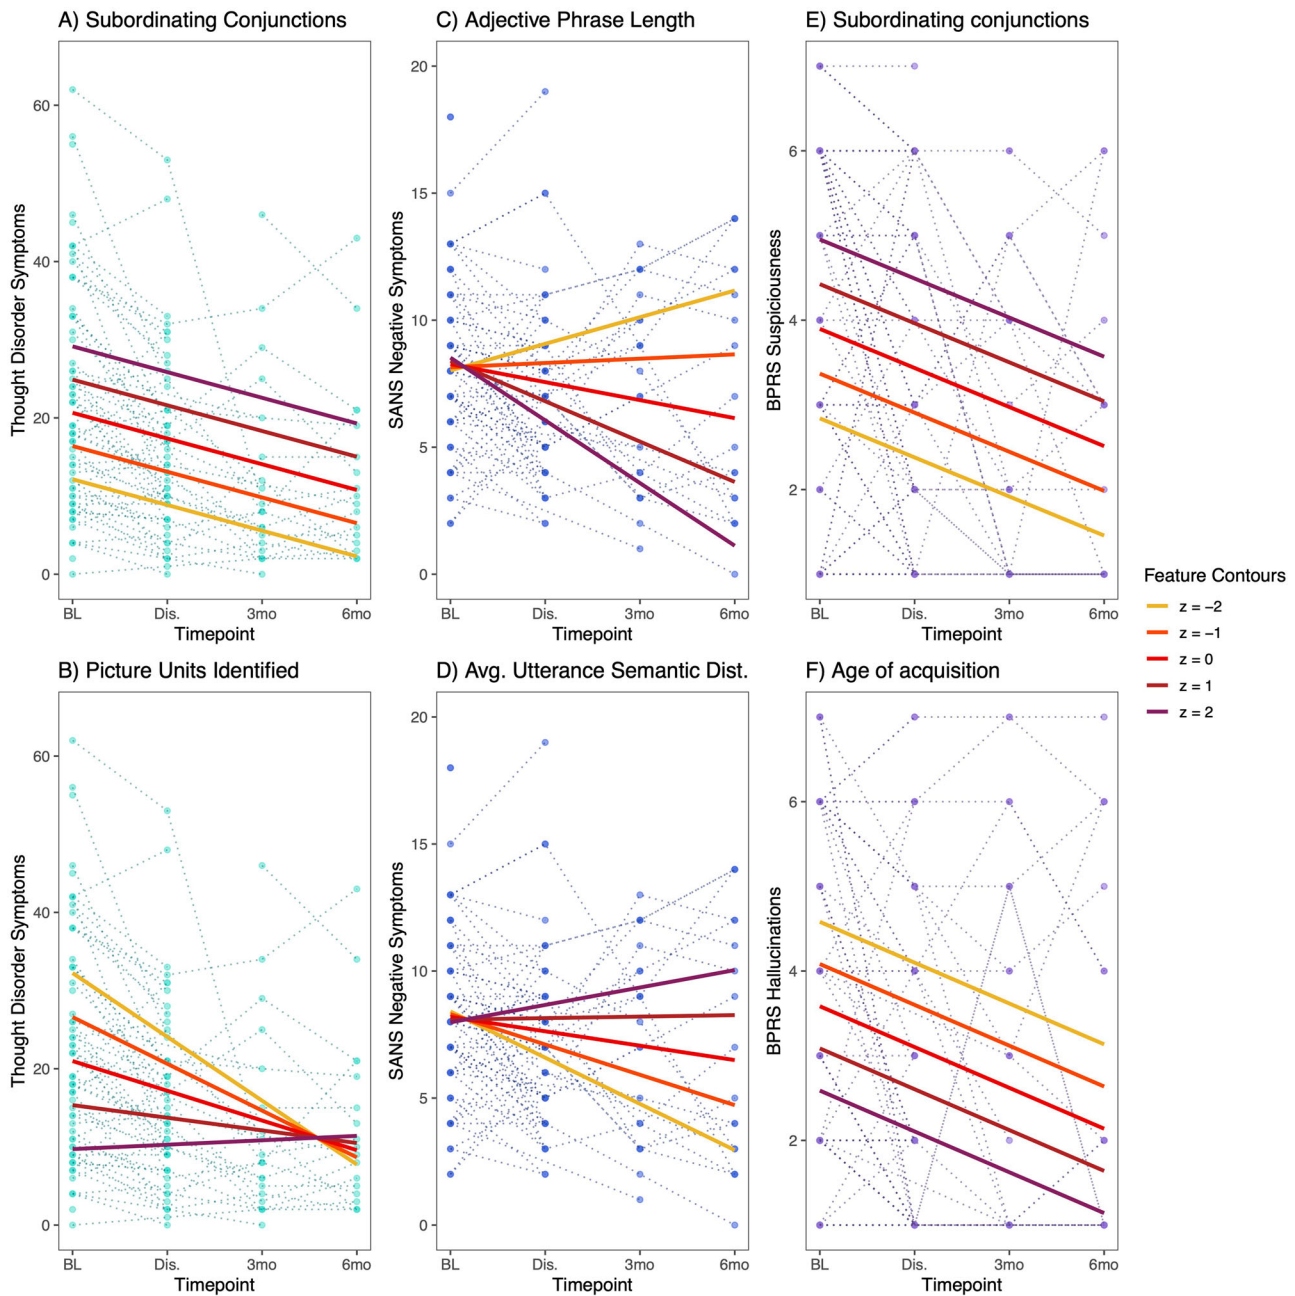 A) Subordinating Conjunctions
Thought Disorder Symptoms
60
40
20
0
BL Dis. 3mo 6mo
Timepoint
B) Picture Units Identified
Thought Disorder Symptoms
60
40
20
0
BL Dis. 3mo 6mo
Timepoint
C) Adjective Phrase Length
SANS Negative Symptoms
20
15
10
5
0
BL Dis. 3mo 6mo
Timepoint
D) Avg. Utterance Semantic Dist.
SANS Negative Symptoms
20
15
10
5
0
BL Dis. 3mo 6mo
Timepoint
E) Subordinating conjunctions
BPRS Suspiciousness
6
4
2
BL Dis. 3mo 6mo
Timepoint
F) Age of acquisition
BPRS Hallucinations
6
4
2
BL Dis. 3mo 6mo
Timepoint
Feature Contours
z = −2
z = −1
z = 0
z = 1
z = 2